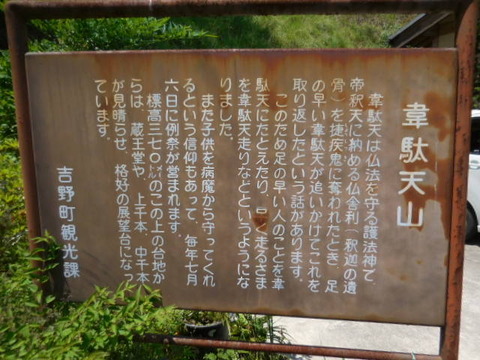 韋駄天山
韋駄天は仏法を守る護法神で
帝釈天に納める仏舎利（釈迦の遺
骨）を捷疾鬼に奪われたとき、足
の早い韋駄天が追いかけてこれを
取り返したという話があります。
このため足の早い人のことを韋
駄天にたとえたり、早く走るさま
を韋駄天走りなどというようにな
りました。
また子供を病魔から守ってくれ
るという信仰もあって、毎年七月
六日に例祭が営まれます。
標高三七〇㍍のこの上の台地か
らは、蔵王堂や、上千本、中千本
が見晴らせ、格好の展望台になっ
ています。
吉野町観光課